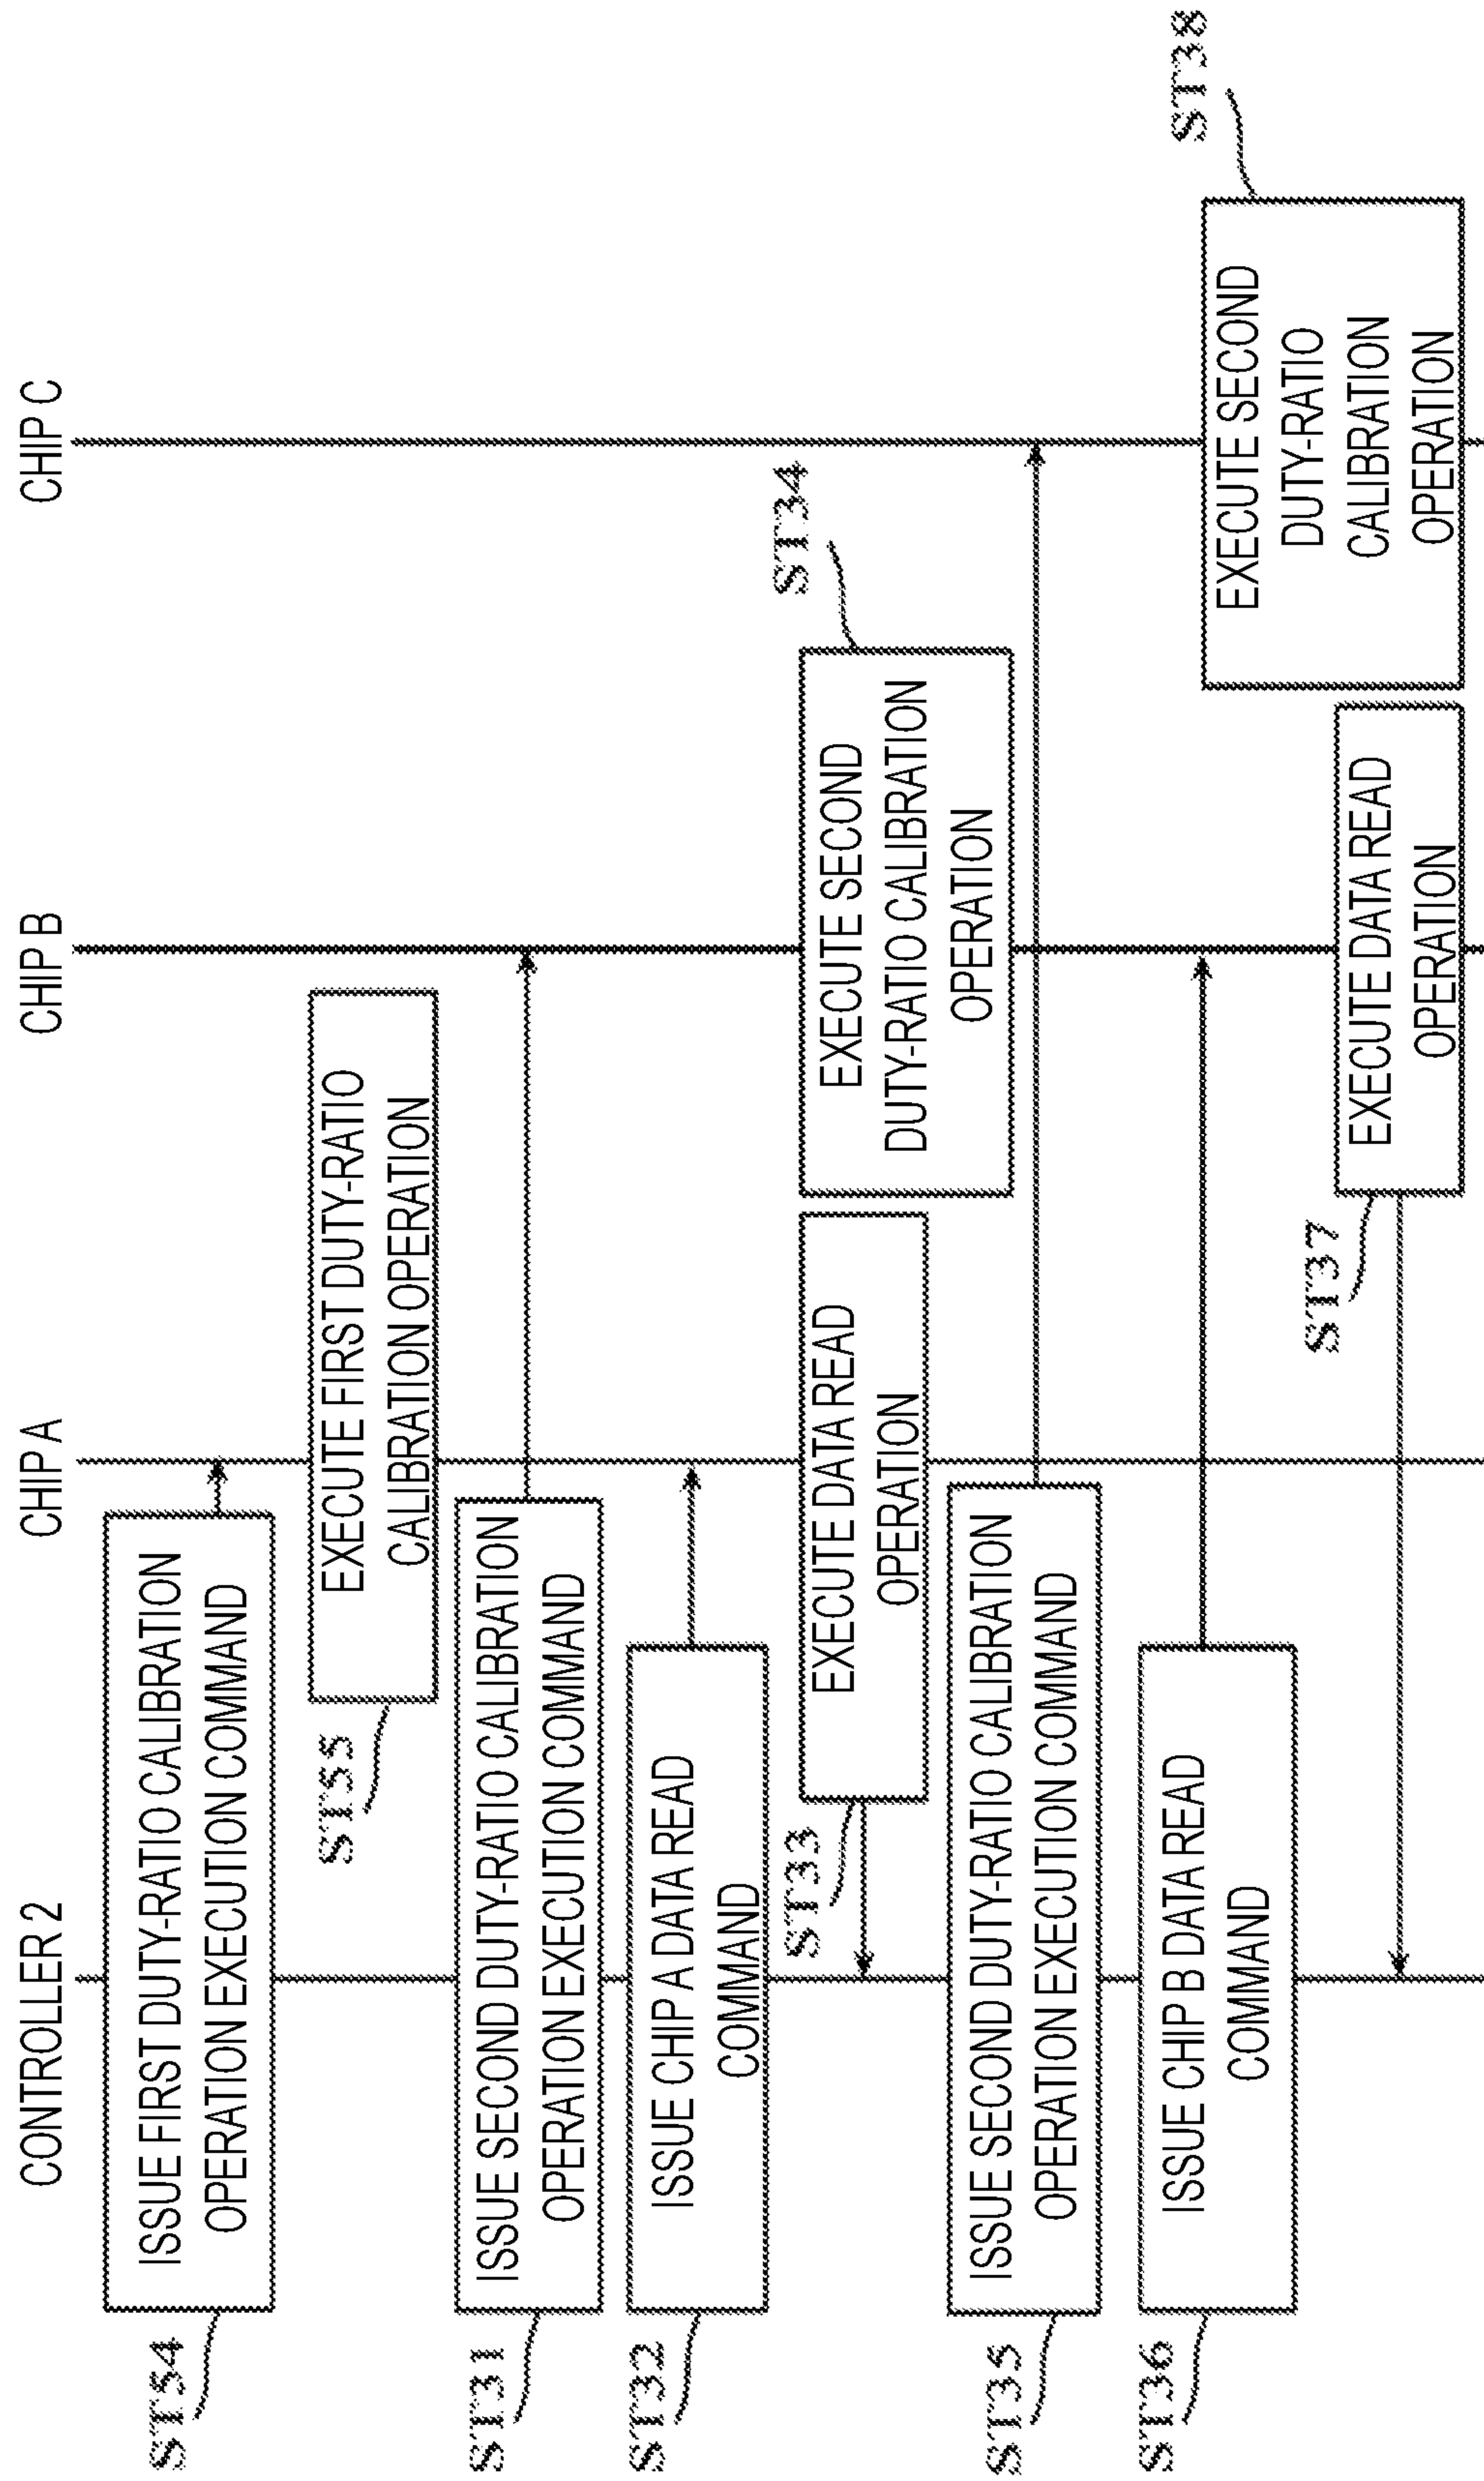 CONTROLLER 2
CHIP A
CHIP B
CHIP C
ST54
ISSUE FIRST DUTY-RATIO CALIBRATION
OPERATION EXECUTION COMMAND
ST55
EXECUTE FIRST DUTY-RATIO
CALIBRATION OPERATION
ST31
ISSUE SECOND DUTY-RATIO CALIBRATION
OPERATION EXECUTION COMMAND
ST32
ISSUE CHIP A DATA READ
COMMAND
ST33
EXECUTE DATA READ
OPERATION
ST34
EXECUTE SECOND
DUTY-RATIO CALIBRATION
OPERATION
ST35
ISSUE SECOND DUTY-RATIO CALIBRATION
OPERATION EXECUTION COMMAND
ST36
ISSUE CHIP B DATA READ
COMMAND
ST37
EXECUTE DATA READ
OPERATION
ST38
EXECUTE SECOND
DUTY-RATIO
CALIBRATION
OPERATION